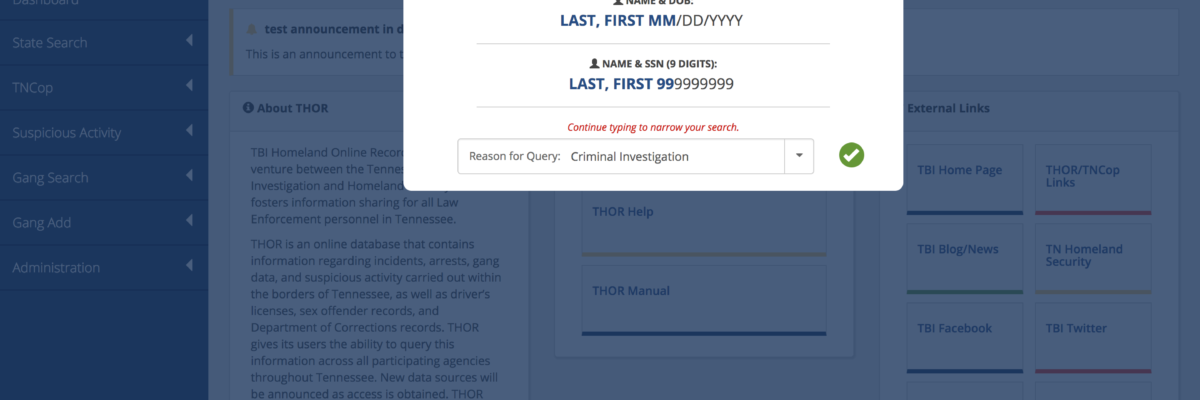 Dashboard
State Search
TNCop
Suspicious Activity
Gang Search
Gang Add
Administration
test announcement in d
This is an announcement to t
NAME & DOB:
LAST, FIRST MM/DD/YYYY
NAME & SSN (9 DIGITS):
LAST, FIRST 999999999
Continue typing to narrow your search.
Reason for Query: Criminal Investigation
About THOR
TBI Homeland Online Recor
venture between the Tennes
Investigation and Homeland
fosters information sharing for all Law
Enforcement personnel in Tennessee.
THOR is an online database that contains
information regarding incidents, arrests, gang
data, and suspicious activity carried out within
the borders of Tennessee, as well as driver's
licenses, sex offender records, and
Department of Corrections records. THOR
gives its users the ability to query this
information across all participating agencies
throughout Tennessee. New data sources will
be announced as access is obtained. THOR
THOR Help
THOR Manual
External Links
TBI Home Page
THOR/TNCop
Links
TBI Blog/News
TN Homeland
Security
TBI Facebook
TBI Twitter